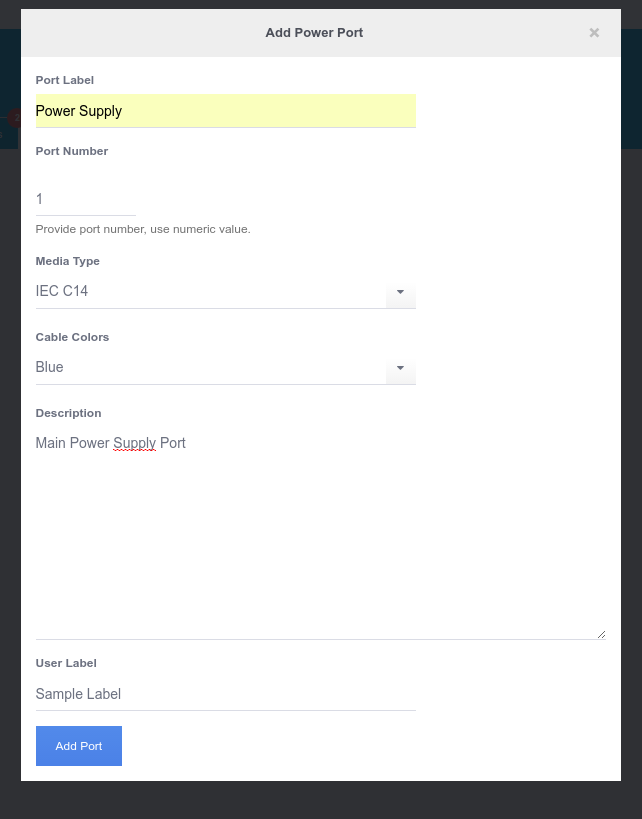 Add Power Port
×
Port Label
Power Supply
Port Number
1
Provide port number, use numeric value.
Media Type
IEC C14
Cable Colors
Blue
Description
Main Power Supply Port
User Label
Sample Label
Add Port